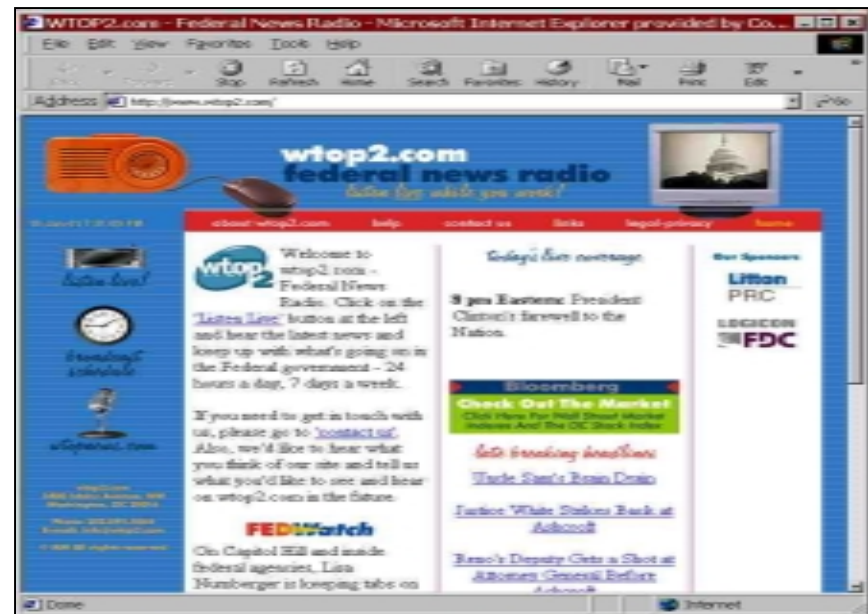 WTOP2.com - Federal News Radio - Microsoft Internet Explorer provided by Co...
File Edit View Favorites Tools Help
Stop Refresh Home Search Favorites History Mail Print Edit
Address http://www.wtop2.com/ Go
wtop2.com
federal news radio
listen live while you work!
about wtop2.com help contact us links legal-privacy home
listen live!
broadcast
schedule
wtopnews.com
wtop2.com
Washington, DC
wtop2
Welcome to
wtop2.com -
Federal News
Radio. Click on the
'Listen Live' button at the left
and hear the latest news and
keep up with what's going on in
the Federal government - 24
hours a day, 7 days a week.
If you need to get in touch with
us, please go to 'contact us'.
Also, we'd like to hear what
you think of our site and tell us
what you'd like to see and hear
on wtop2.com in the future.
FEDWatch
On Capitol Hill and inside
federal agencies, Lisa
Numberger is keeping tabs on
Today's live coverage
8 pm Eastern: President
Clinton's farewell to the
Nation.
Bloomberg
Check Out The Market
Click Here For Wall Street Market
Indices And The DC Stock Index
late breaking headlines
Uncle Sam's Brain Drain
Justice White Strikes Back at
Ashcroft
Reno's Deputy Gets a Shot at
Attorney General Before
Ashcroft
Our Sponsors
Litton
PRC
LOGICON
FDC
Done Internet